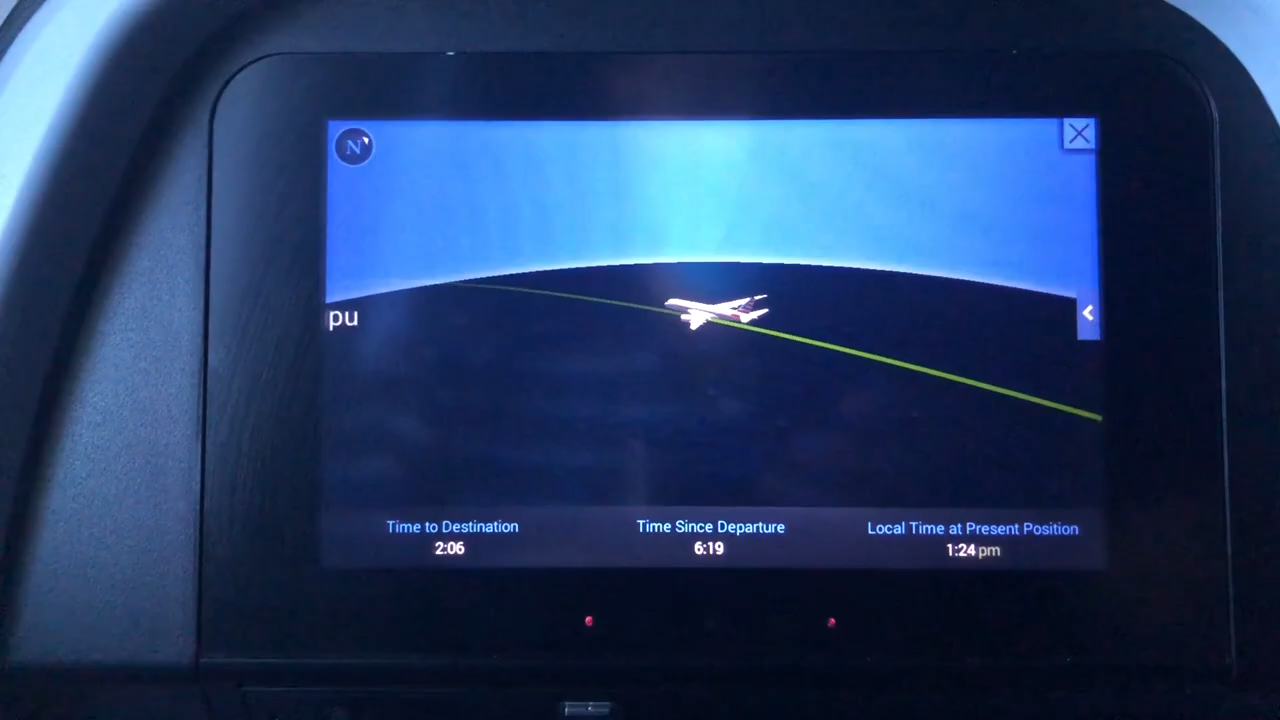 N
pu
Time to Destination
2:06
Time Since Departure
6:19
Local Time at Present Position
1:24 pm